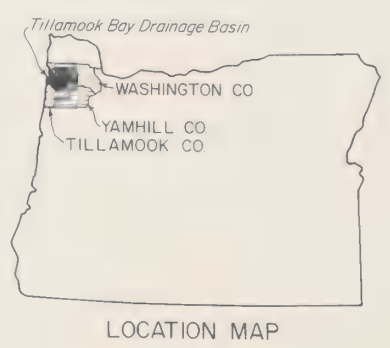 Tillamook Bay Drainage Basin
WASHINGTON CO
YAMHILL CO
TILLAMOOK CO.
LOCATION MAP